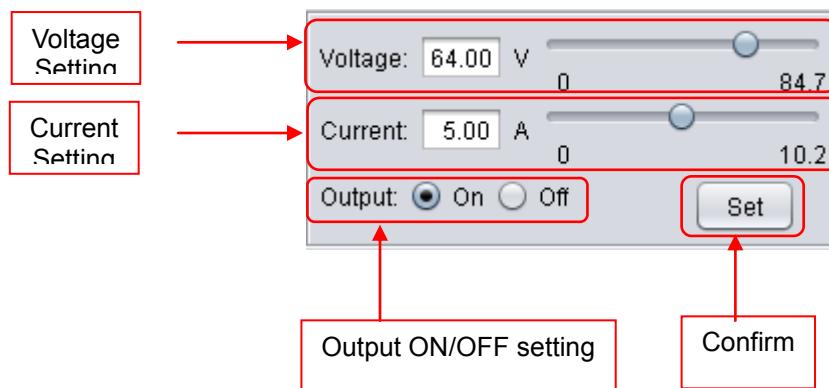 Voltage
Setting
Voltage: 64.00 V
0 84.7
Current
Setting
Current: 5.00 A
0 10.2
Output: On Off
Set
Output ON/OFF setting
Confirm